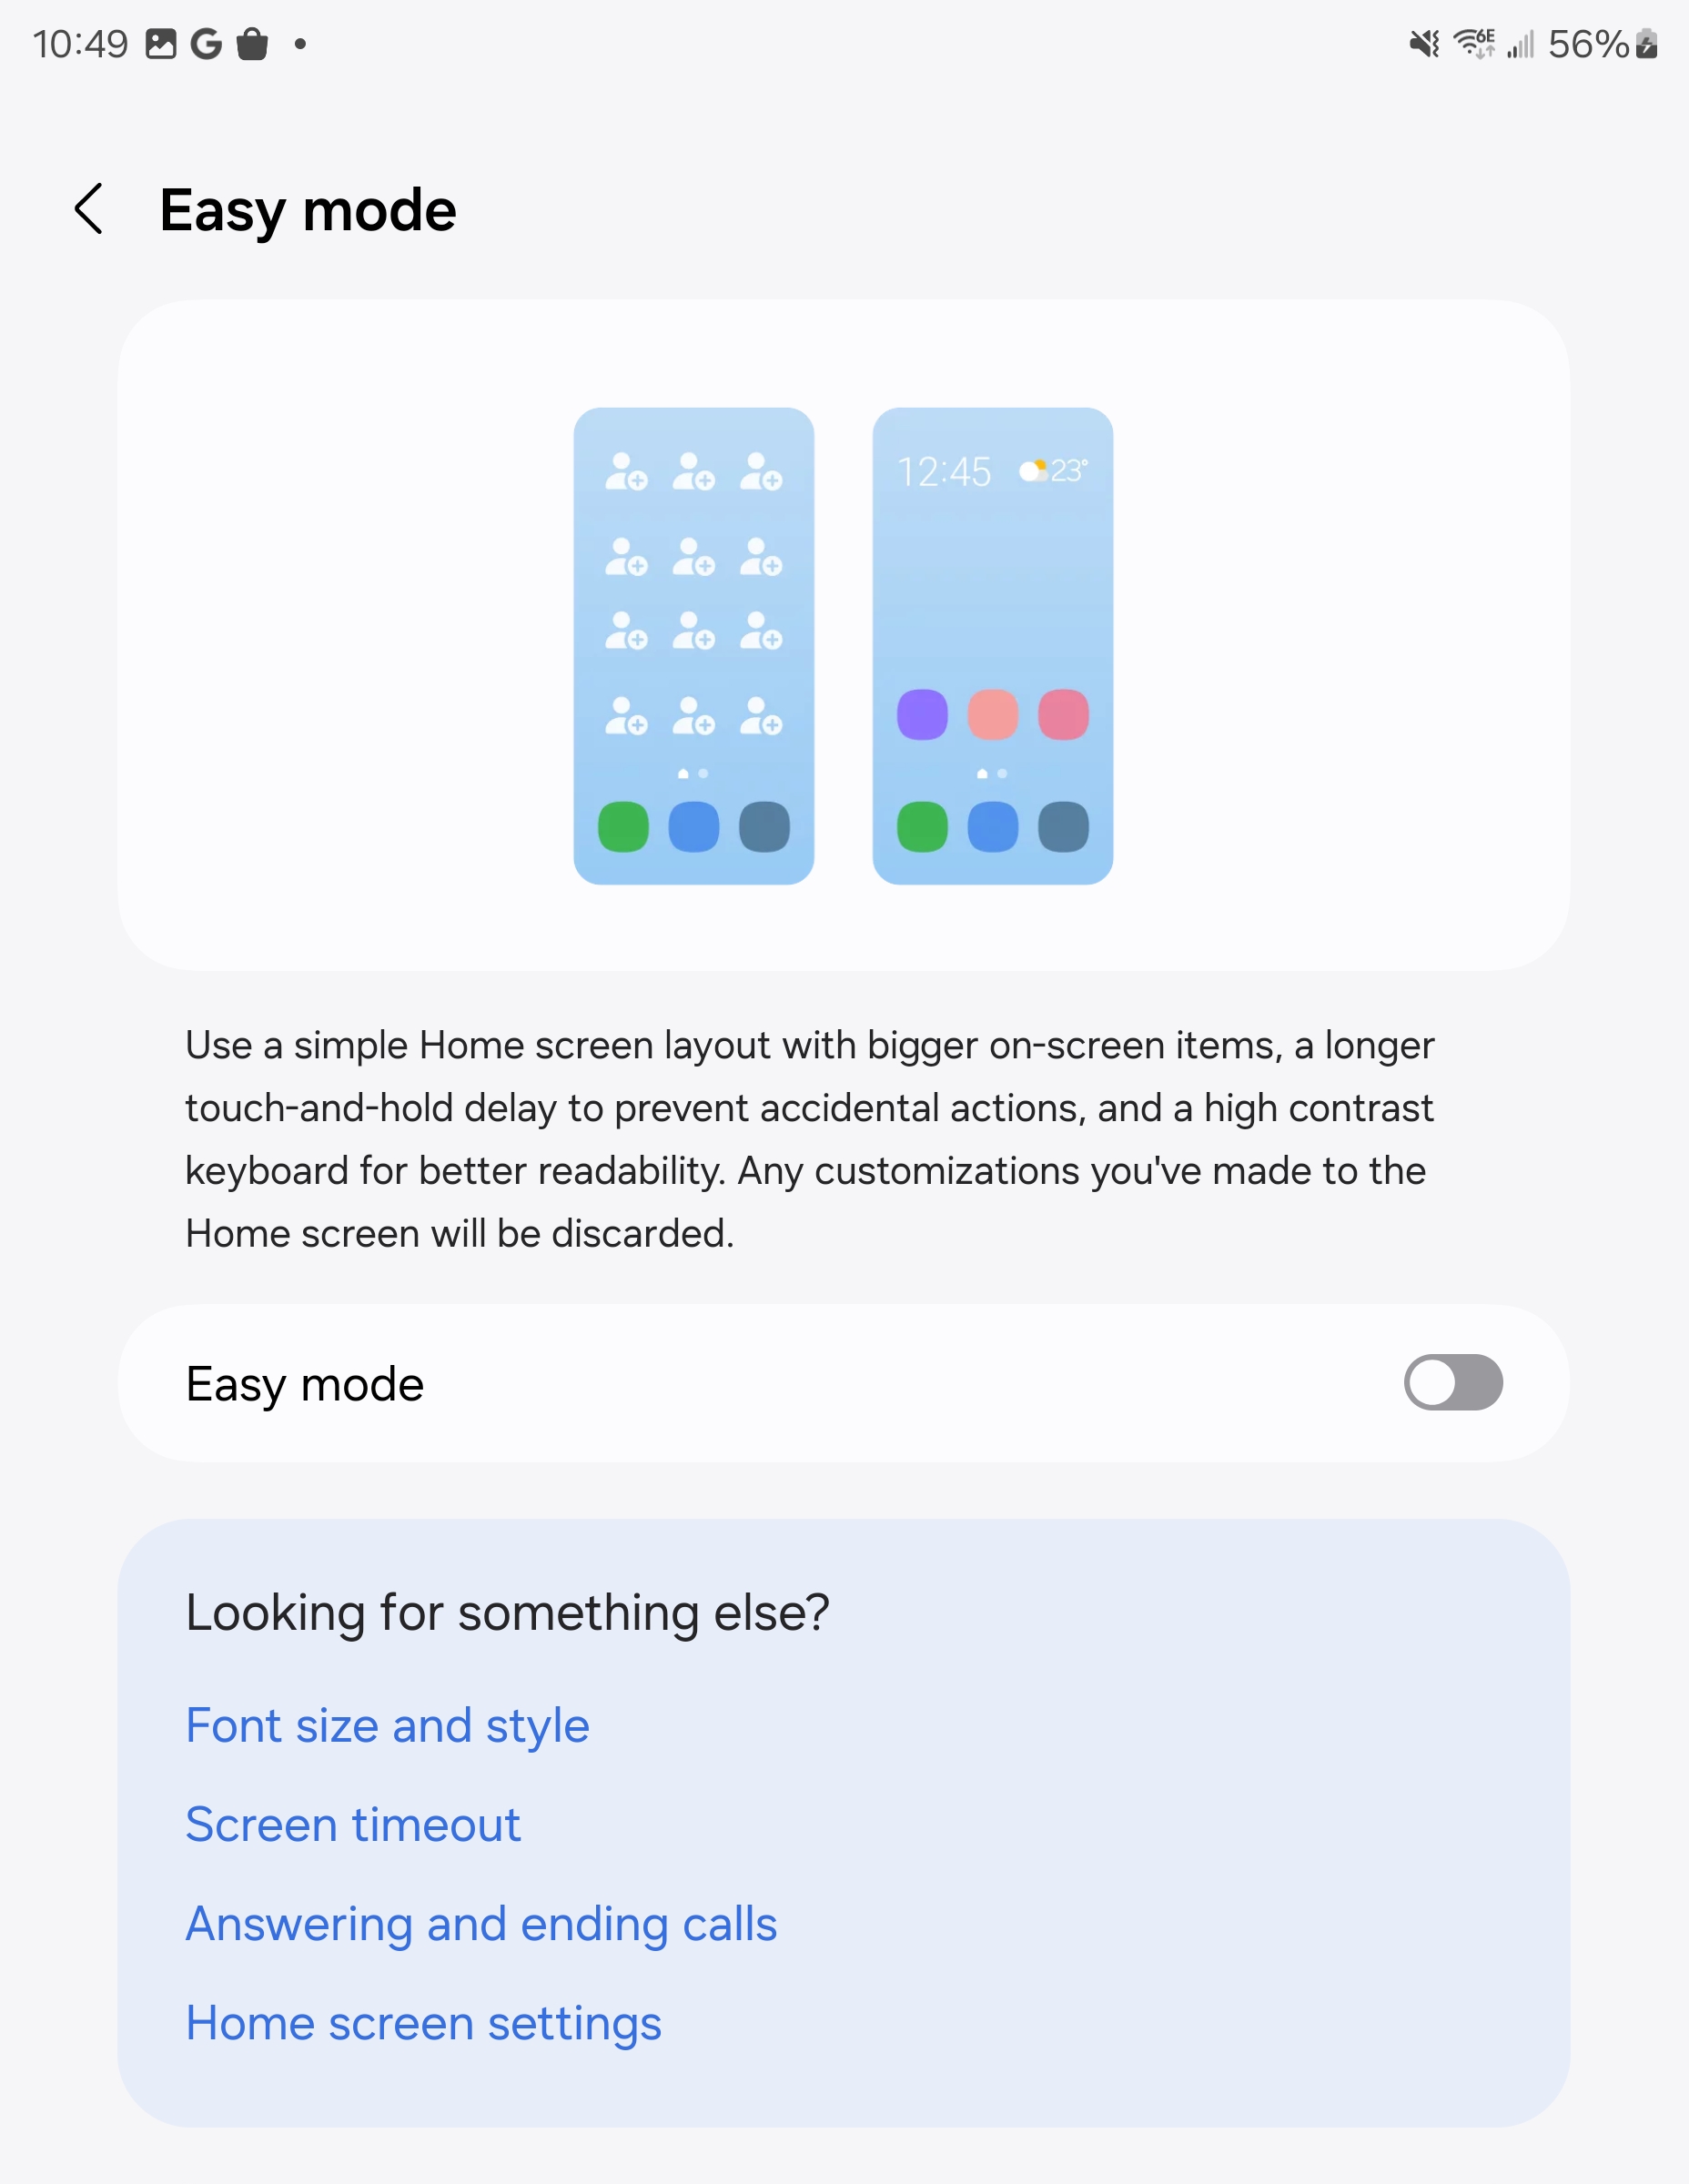 10:49
6E
56%
Easy mode
12:45
23°
Use a simple Home screen layout with bigger on-screen items, a longer
touch-and-hold delay to prevent accidental actions, and a high contrast
keyboard for better readability. Any customizations you've made to the
Home screen will be discarded.
Easy mode
Looking for something else?
Font size and style
Screen timeout
Answering and ending calls
Home screen settings